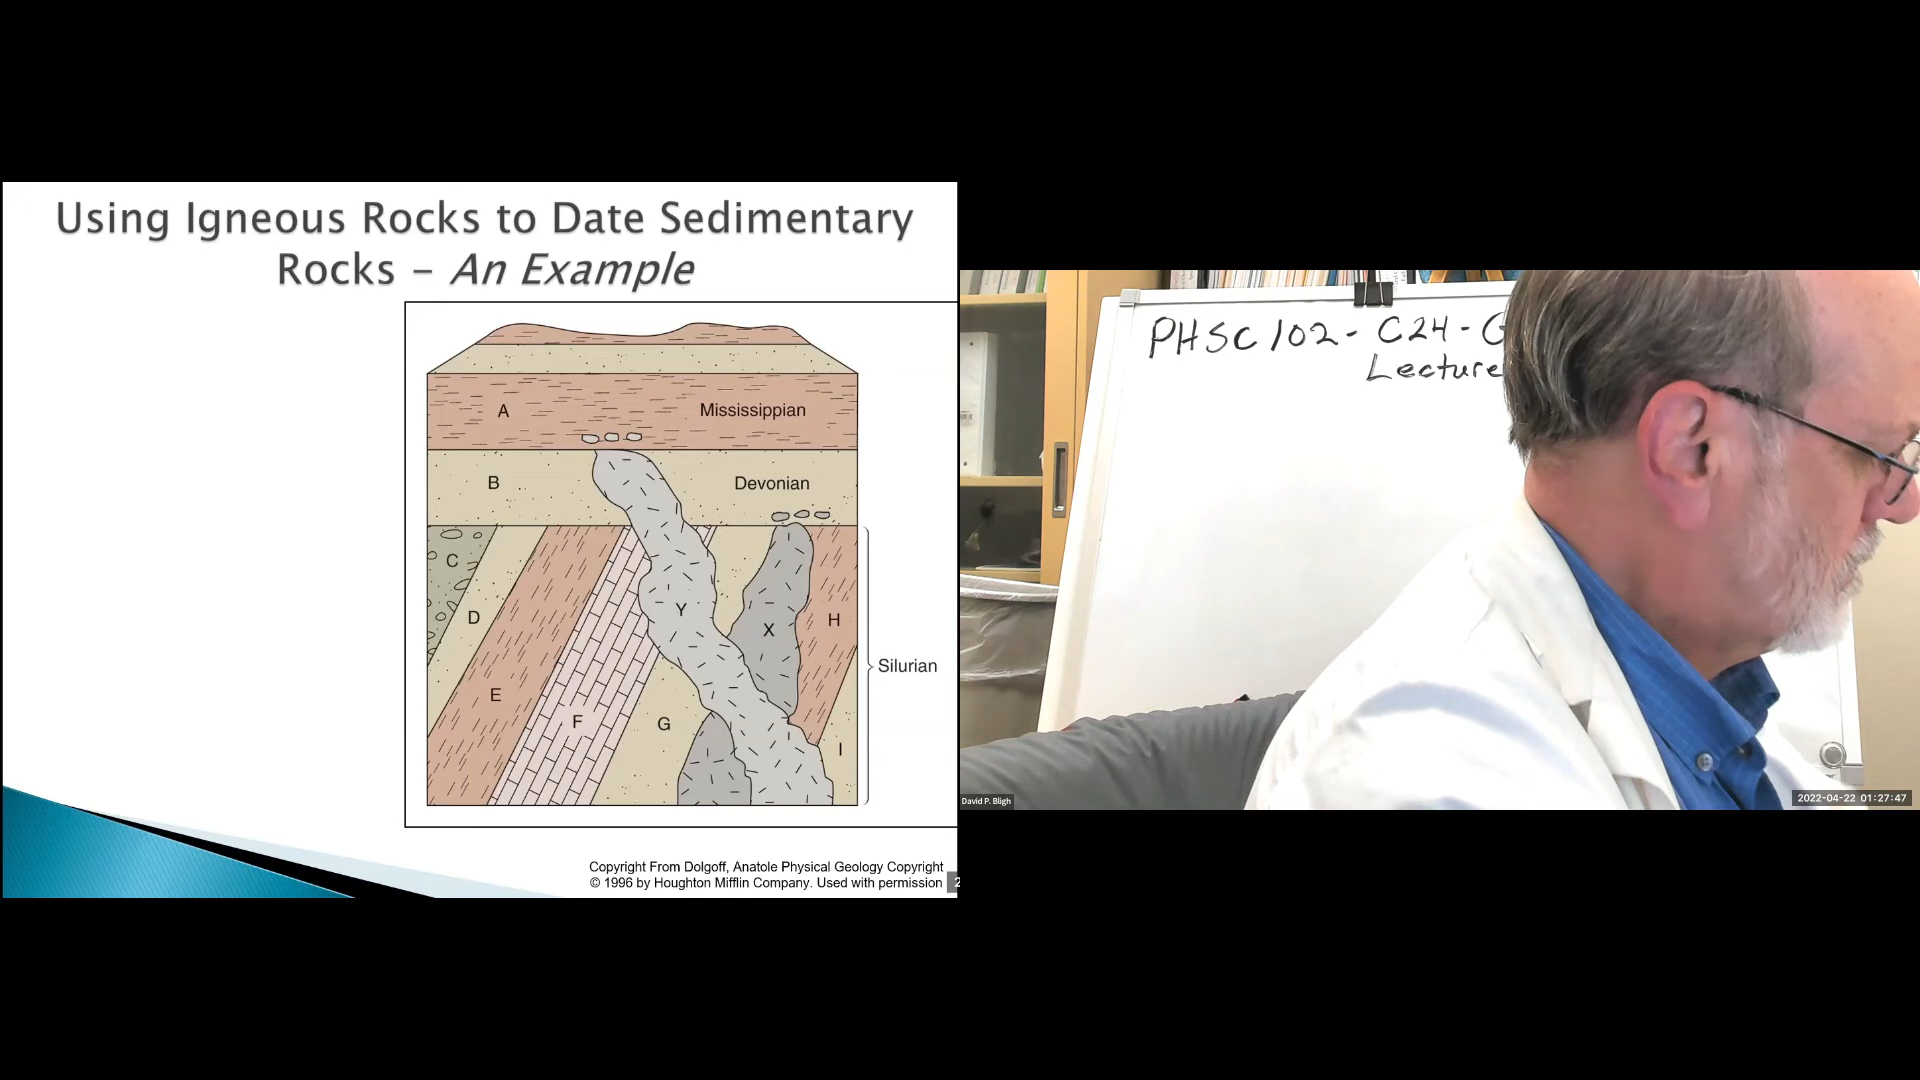 Using Igneous Rocks to Date Sedimentary
Rocks – An Example
A
Mississippian
B
Devonian
C
D
Y
X
H
Silurian
E
F
G
I
Copyright From Dolgoff, Anatole Physical Geology Copyright
© 1996 by Houghton Mifflin Company. Used with permission
2
PHSC 102 - C24 -
Lecture
David P. Bligh
2022-04-22 01:27:47